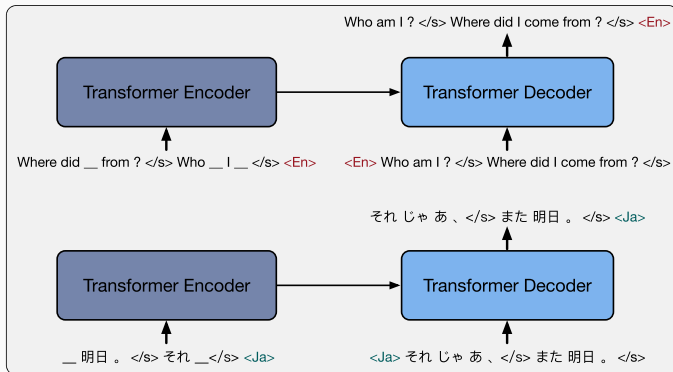 Who am I ? </s> Where did I come from ? </s> <En>
Transformer Encoder
Transformer Decoder
Where did __ from ? </s> Who __ I __ </s> <En>
<En> Who am I ? </s> Where did I come from ? </s>
それ じゃ あ 、</s> また 明日 。 </s> <Ja>
Transformer Encoder
Transformer Decoder
__ 明日 。 </s> それ __</s> <Ja>
<Ja> それ じゃ あ 、</s> また 明日 。 </s>